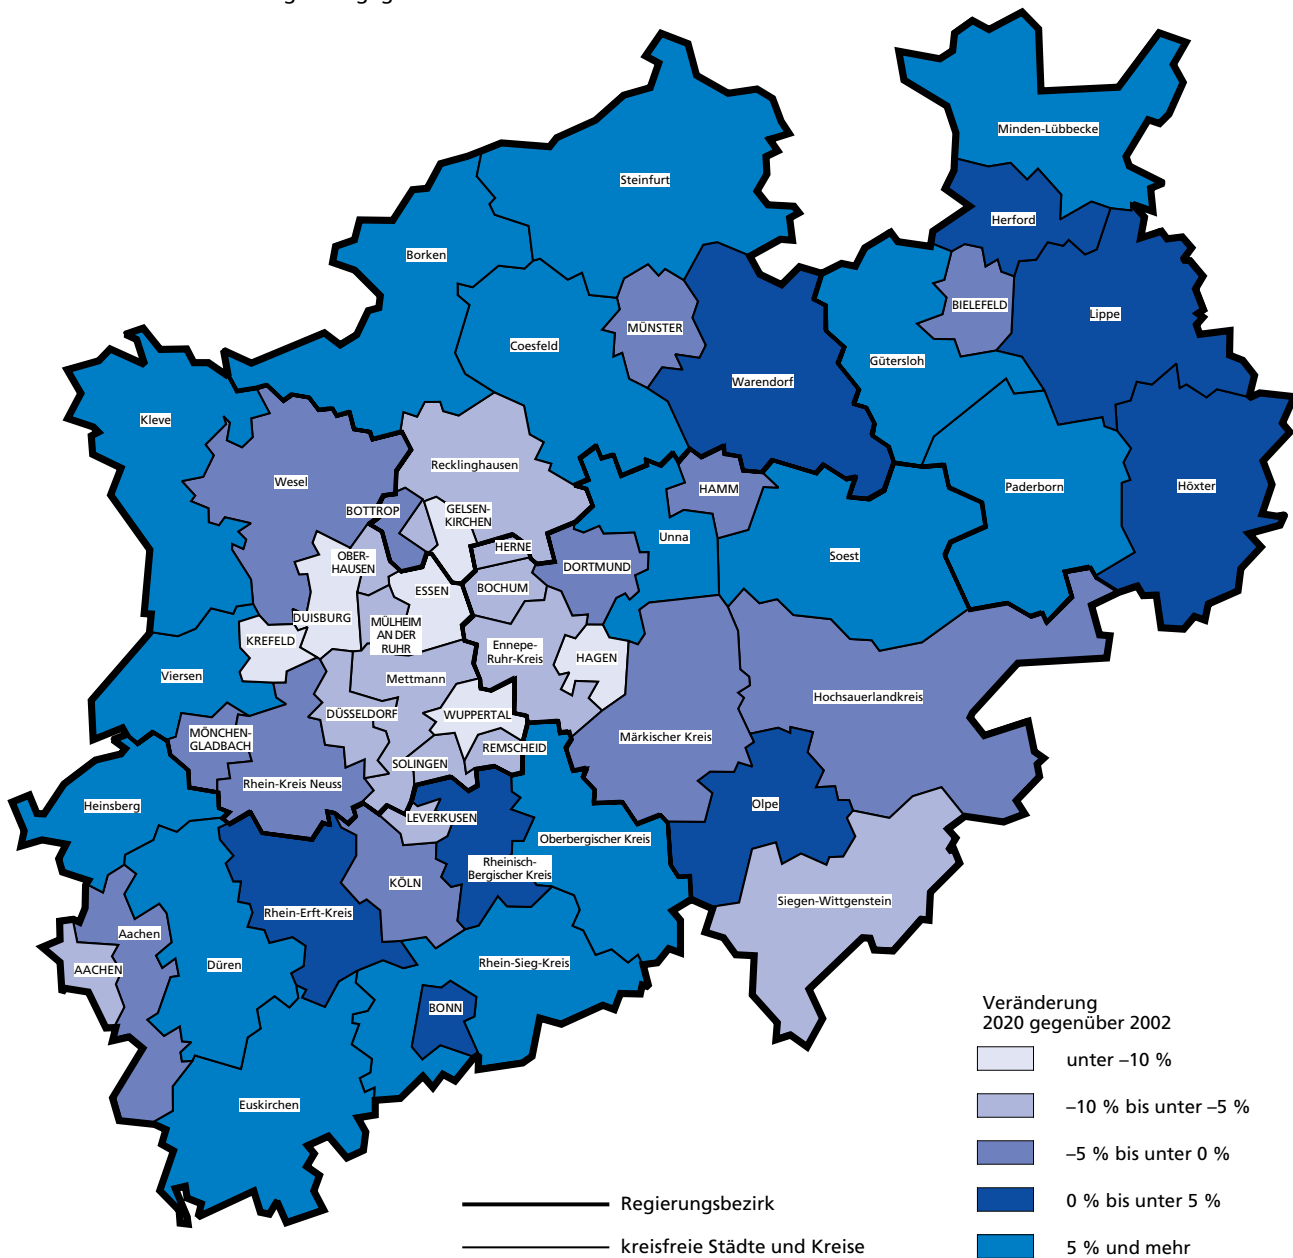 Minden-Lübbecke
Steinfurt
Herford
Borken
BIELEFELD
Lippe
MÜNSTER
Coesfeld
Gütersloh
Warendorf
Kleve
Recklinghausen
Wesel
HAMM
Paderborn
Höxter
BOTTROP
GELSEN-
KIRCHEN
Unna
HERNE
Soest
OBER-
HAUSEN
DORTMUND
ESSEN
BOCHUM
DUISBURG
MÜLHEIM
AN DER
RUHR
KREFELD
Ennepe-
Ruhr-Kreis
HAGEN
Viersen
Mettmann
Hochsauerlandkreis
DÜSSELDORF
WUPPERTAL
MÖNCHEN-
GLADBACH
Märkischer Kreis
REMSCHEID
SOLINGEN
Rhein-Kreis Neuss
Heinsberg
Olpe
LEVERKUSEN
Oberbergischer Kreis
Rheinisch-
Bergischer Kreis
KÖLN
Siegen-Wittgenstein
Rhein-Erft-Kreis
Aachen
AACHEN
Düren
Rhein-Sieg-Kreis
BONN
Euskirchen
Veränderung
2020 gegenüber 2002
unter –10 %
–10 % bis unter –5 %
–5 % bis unter 0 %
0 % bis unter 5 %
5 % und mehr
Regierungsbezirk
kreisfreie Städte und Kreise